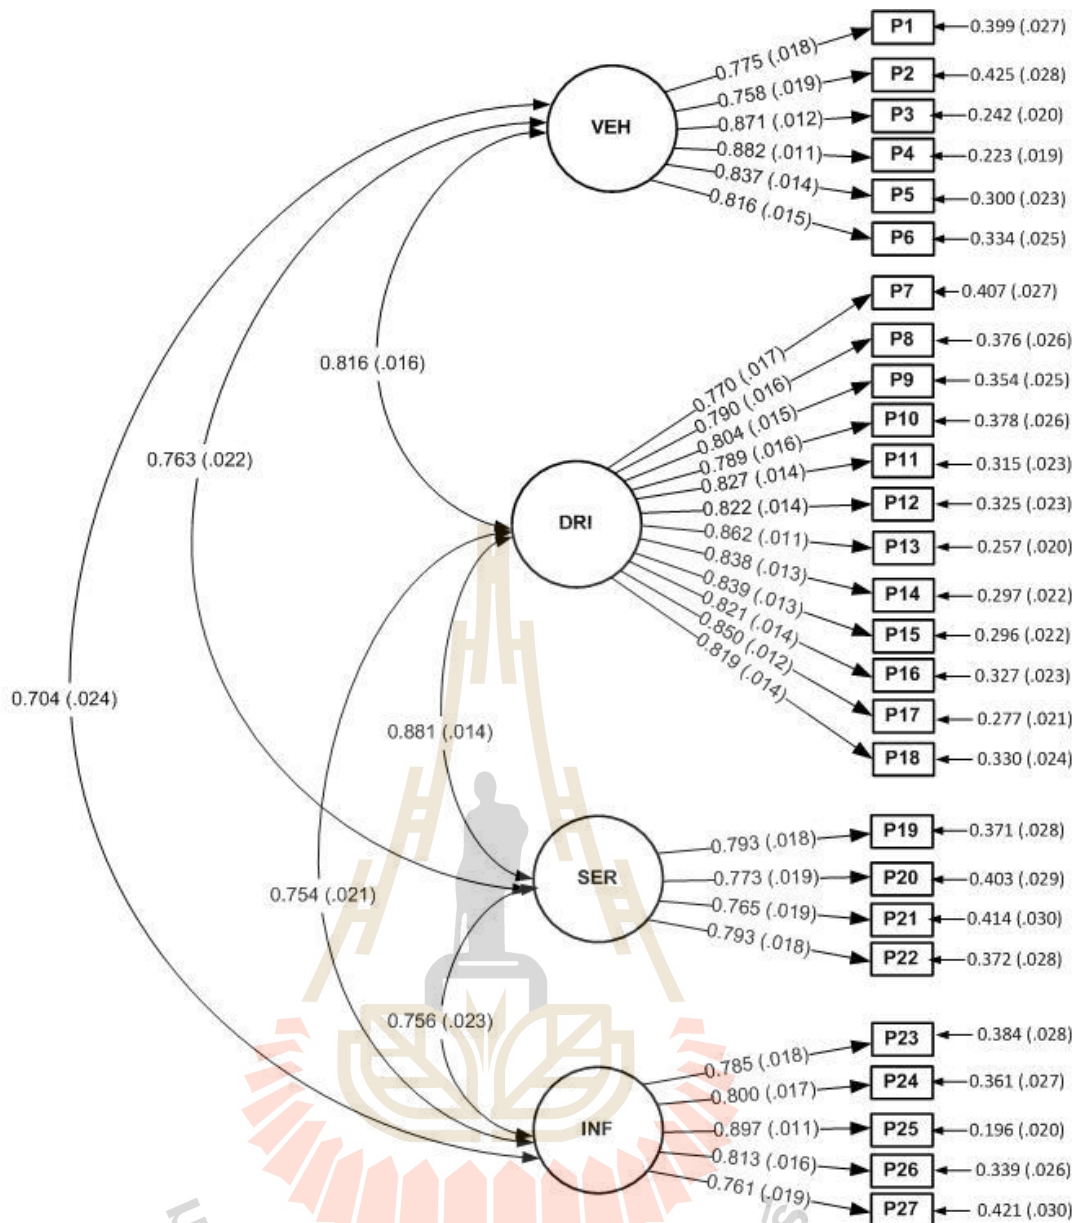 P1
0.775 (.018)
0.399 (.027)
P2
0.758 (.019)
0.425 (.028)
VEH
P3
0.871 (.012)
0.242 (.020)
P4
0.882 (.011)
0.223 (.019)
P5
0.837 (.014)
0.300 (.023)
P6
0.816 (.015)
0.334 (.025)
P7
0.770 (.017)
0.407 (.027)
P8
0.790 (.016)
0.376 (.026)
0.816 (.016)
P9
0.804 (.015)
0.354 (.025)
P10
0.789 (.016)
0.378 (.026)
0.763 (.022)
P11
0.827 (.014)
0.315 (.023)
P12
0.822 (.014)
0.325 (.023)
DRI
P13
0.862 (.011)
0.257 (.020)
P14
0.838 (.013)
0.297 (.022)
P15
0.839 (.013)
0.296 (.022)
P16
0.821 (.014)
0.327 (.023)
0.704 (.024)
P17
0.850 (.012)
0.277 (.021)
0.881 (.014)
P18
0.819 (.014)
0.330 (.024)
P19
0.793 (.018)
0.371 (.028)
SER
P20
0.773 (.019)
0.403 (.029)
0.754 (.021)
P21
0.765 (.019)
0.414 (.030)
P22
0.793 (.018)
0.372 (.028)
0.756 (.023)
P23
0.785 (.018)
0.384 (.028)
P24
0.800 (.017)
0.361 (.027)
INF
P25
0.897 (.011)
0.196 (.020)
P26
0.813 (.016)
0.339 (.026)
P27
0.761 (.019)
0.421 (.030)